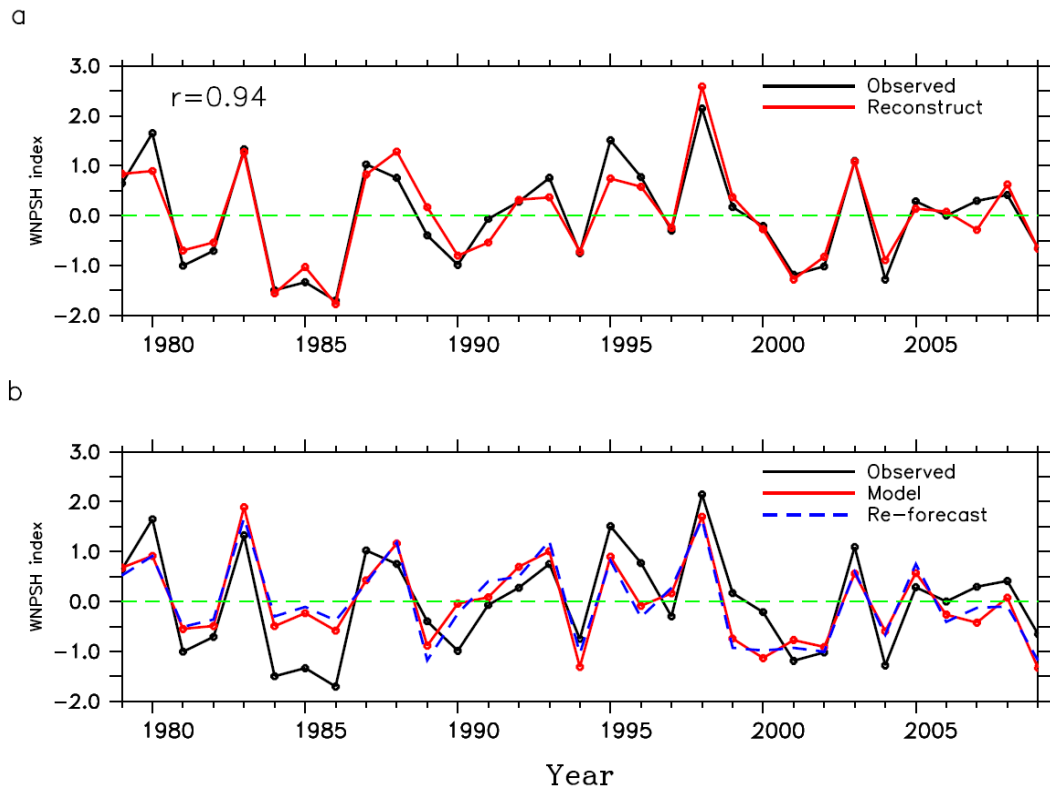 a
3.0
2.0
1.0
0.0
−1.0
−2.0
WNPSH index
r=0.94
Observed
Reconstruct
1980 1985 1990 1995 2000 2005
b
3.0
2.0
1.0
0.0
−1.0
−2.0
WNPSH index
Observed
Model
Re−forecast
1980 1985 1990 1995 2000 2005
Year